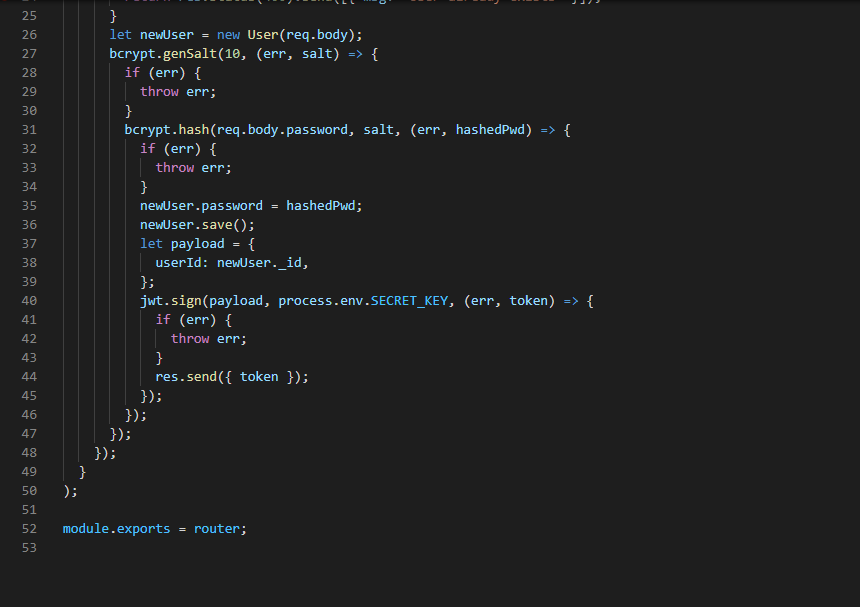 25 }
26 let newUser = new User(req.body);
27 bcrypt.genSalt(10, (err, salt) => {
28 if (err) {
29 throw err;
30 }
31 bcrypt.hash(req.body.password, salt, (err, hashedPwd) => {
32 if (err) {
33 throw err;
34 }
35 newUser.password = hashedPwd;
36 newUser.save();
37 let payload = {
38 userId: newUser._id,
39 };
40 jwt.sign(payload, process.env.SECRET_KEY, (err, token) => {
41 if (err) {
42 throw err;
43 }
44 res.send({ token });
45 });
46 });
47 });
48 });
49 }
50 );
51
52 module.exports = router;
53